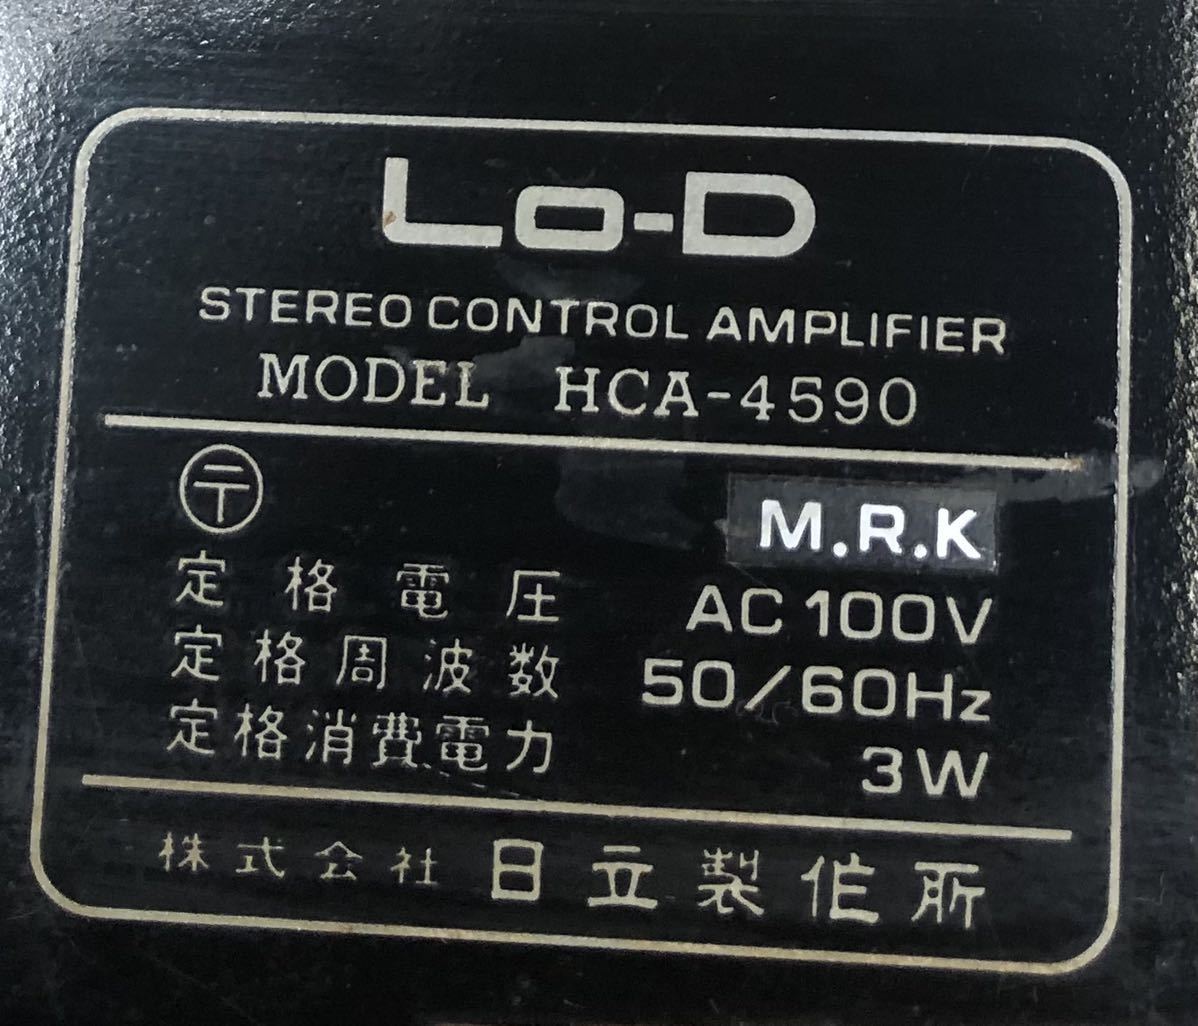 Lo-D
STEREO CONTROL AMPLIFIER
MODEL HCA-4590
〒
M.R.K
定格電圧 AC 100V
定格周波数 50/60Hz
定格消費電力 3W
株式会社 日立製作所